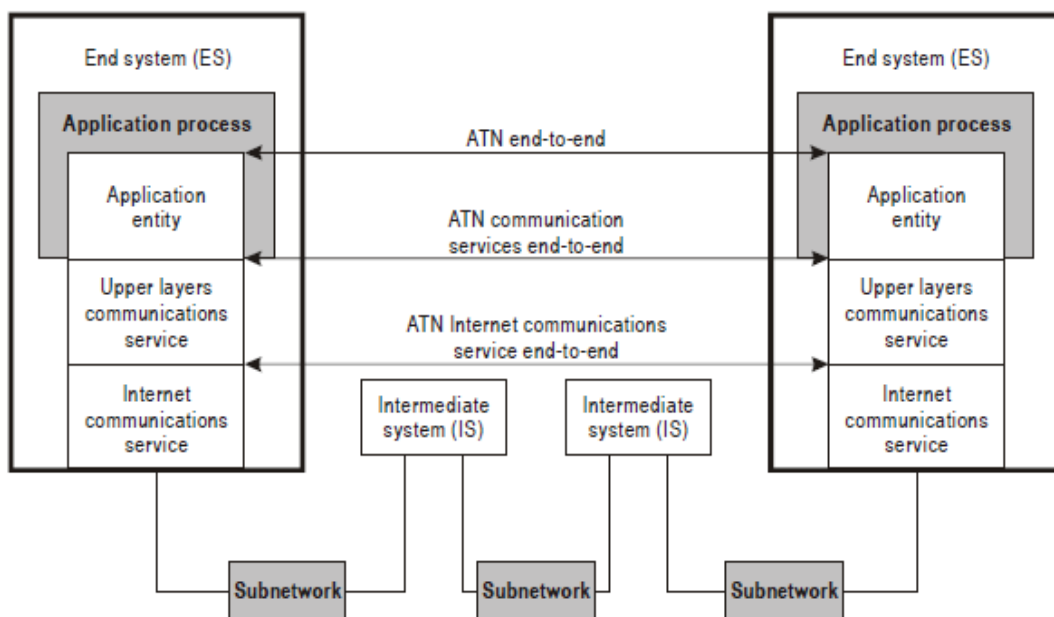 End system (ES)
End system (ES)
Application process
Application process
ATN end-to-end
Application
entity
ATN communication
services end-to-end
Application
entity
Upper layers
communications
service
ATN Internet communications
service end-to-end
Upper layers
communications
service
Internet
communications
service
Intermediate
system (IS)
Intermediate
system (IS)
Internet
communications
service
Subnetwork
Subnetwork
Subnetwork